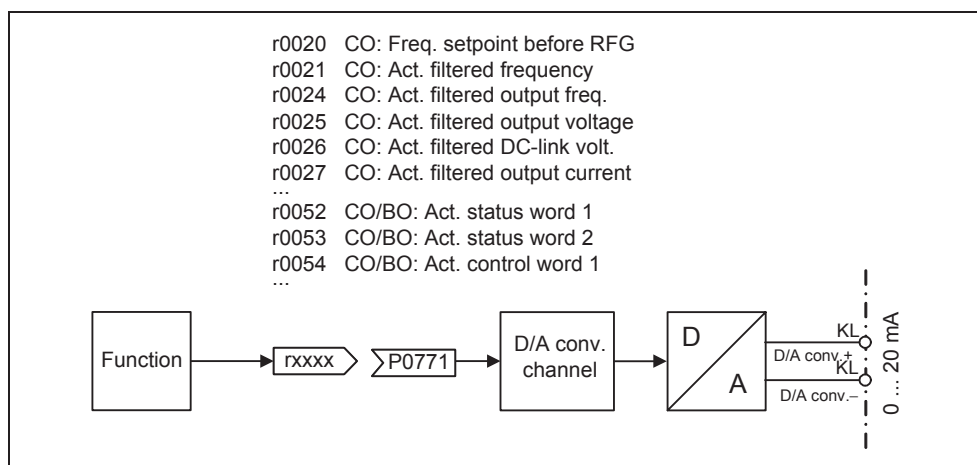 r0020 CO: Freq. setpoint before RFG
r0021 CO: Act. filtered frequency
r0024 CO: Act. filtered output freq.
r0025 CO: Act. filtered output voltage
r0026 CO: Act. filtered DC-link volt.
r0027 CO: Act. filtered output current
...
r0052 CO/BO: Act. status word 1
r0053 CO/BO: Act. status word 2
r0054 CO/BO: Act. control word 1
...
Function
rxxxx
P0771
D/A conv.
channel
D
A
KL
D/A conv.+
KL
D/A conv.–
0 ... 20 mA